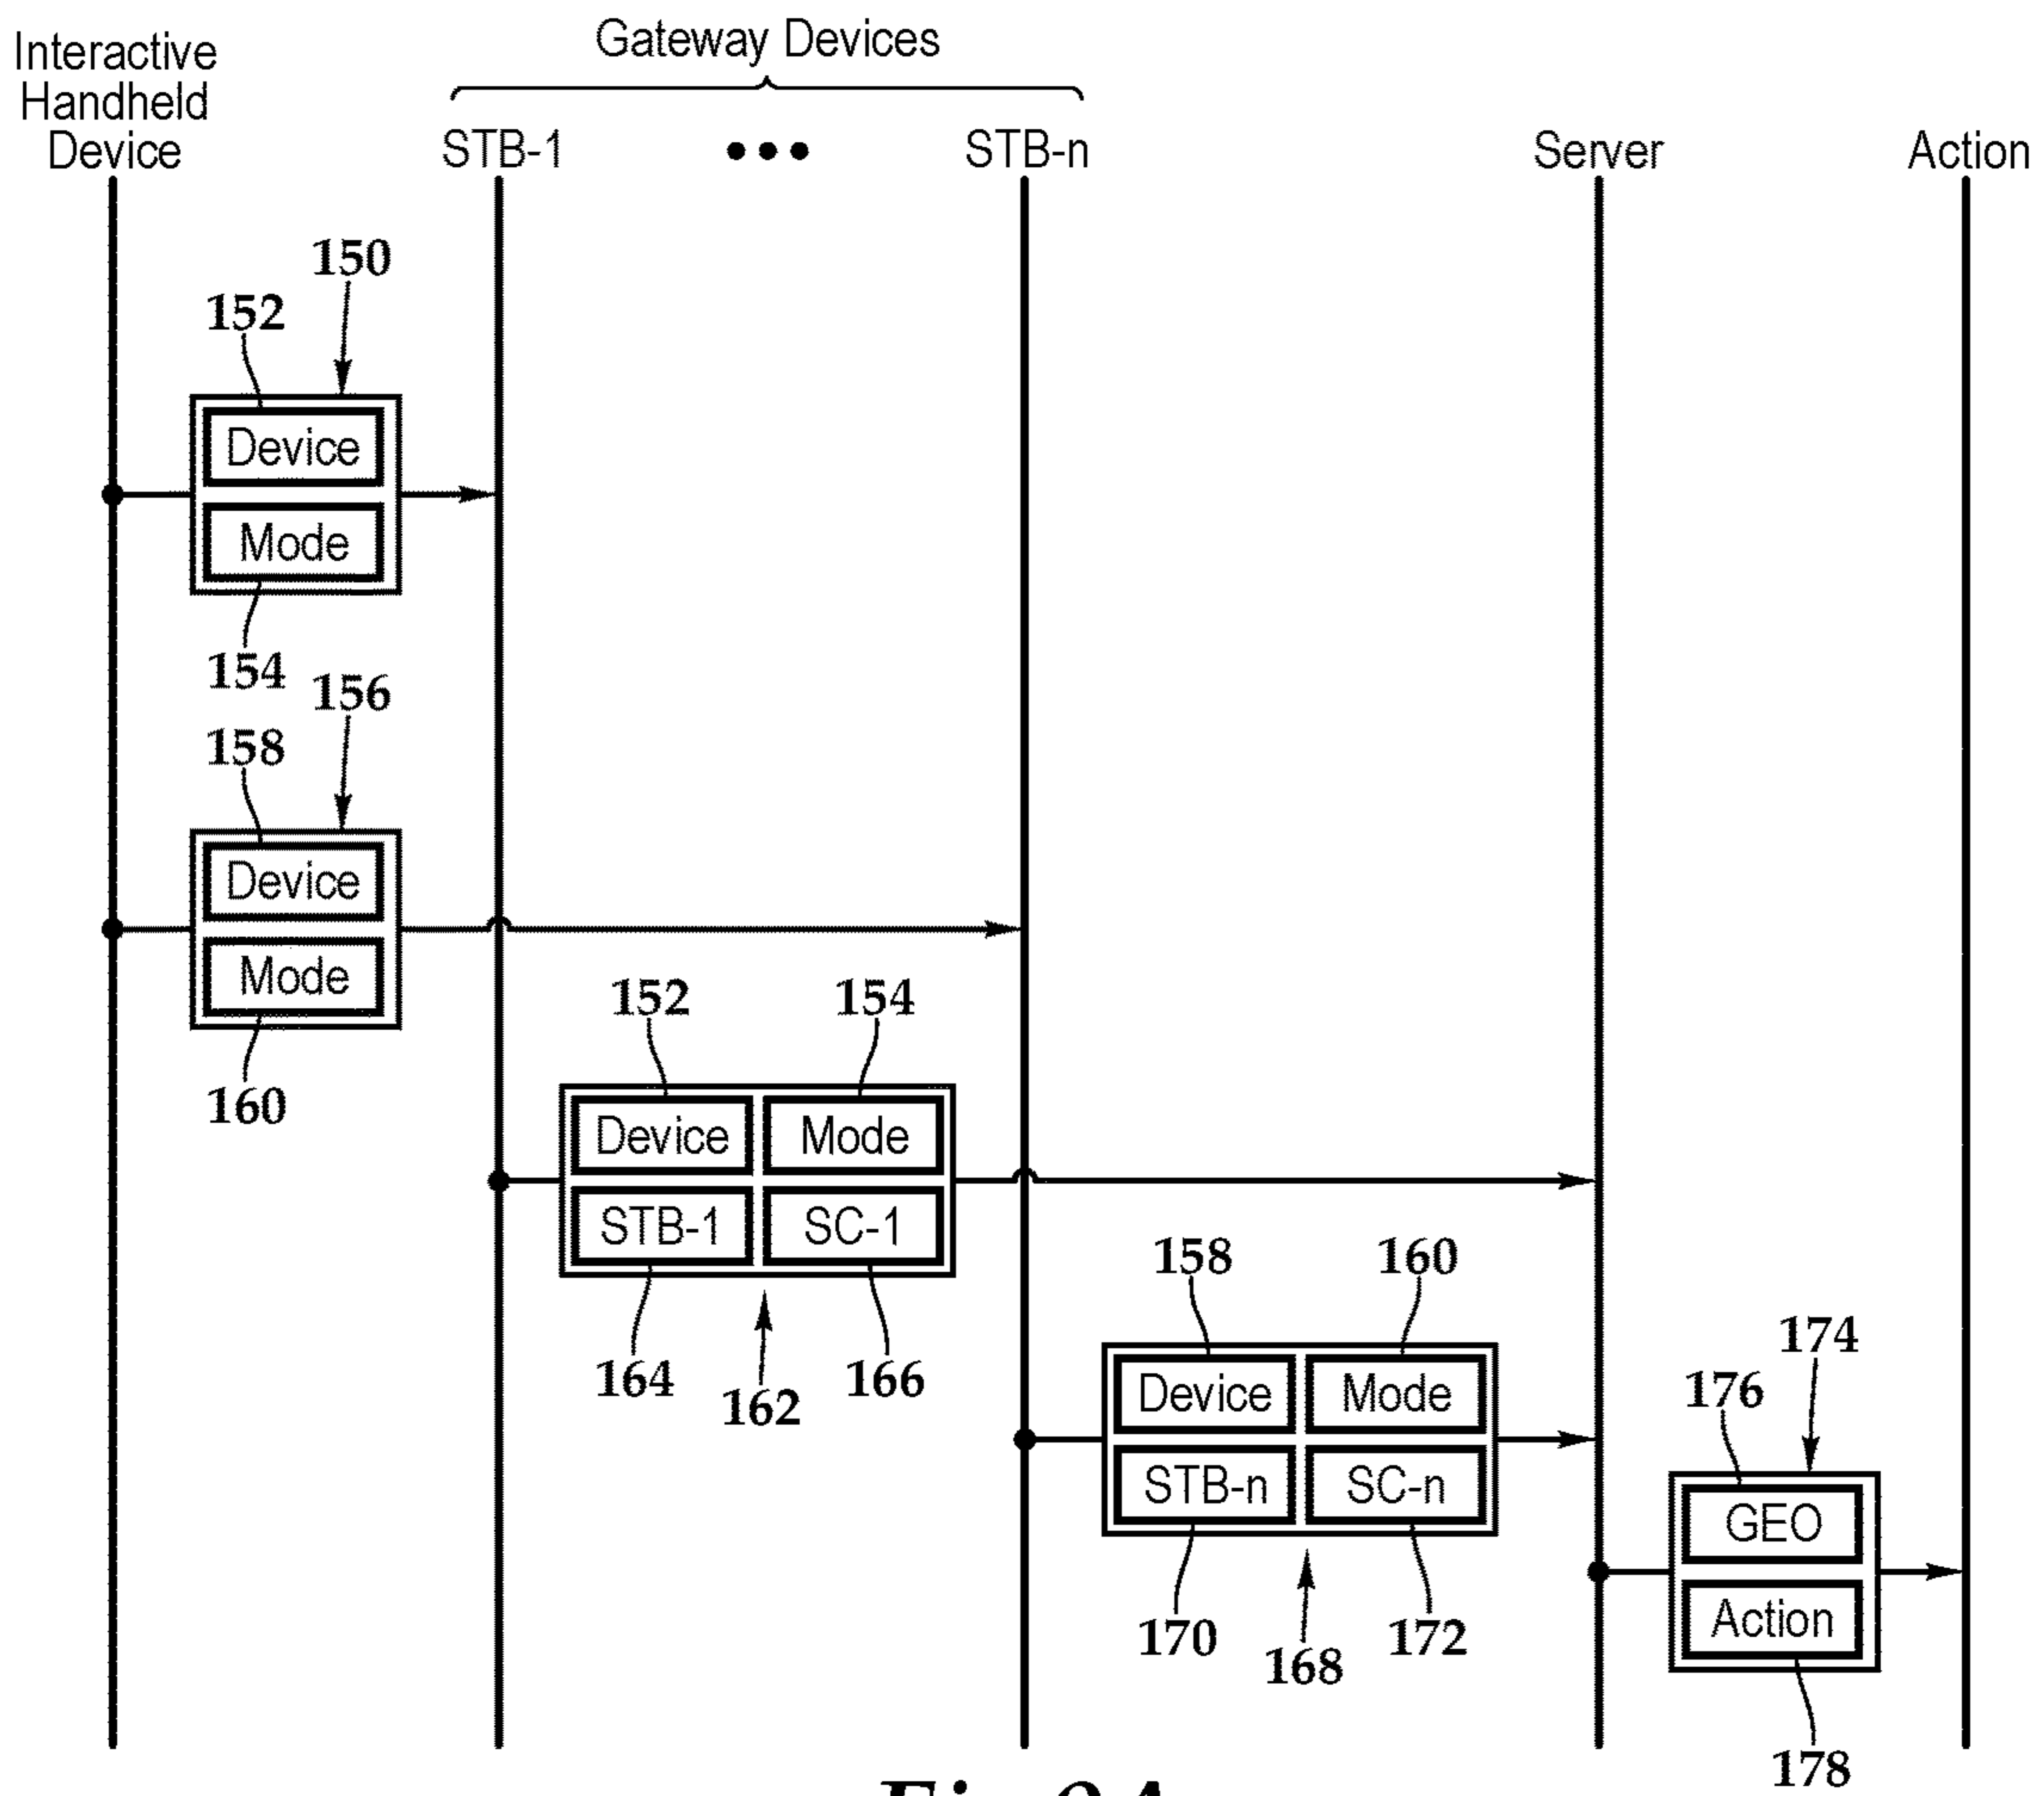 Interactive
Handheld
Device
Gateway Devices
STB-1
•••
STB-n
Server
Action
150
152
Device
Mode
154
156
158
Device
Mode
160
152
154
Device
Mode
STB-1
SC-1
164
162
166
158
160
Device
Mode
STB-n
SC-n
170
168
172
174
176
GEO
Action
178